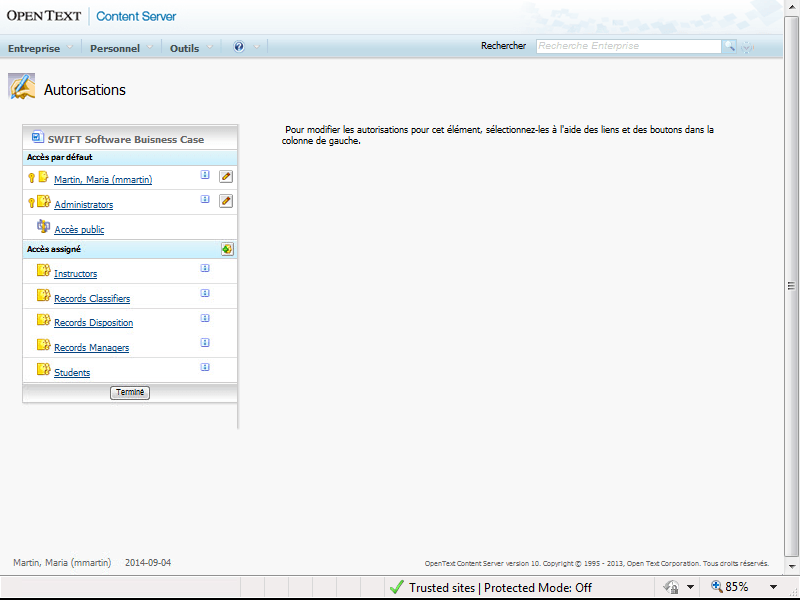 OPEN TEXT | Content Server
Entreprise Personnel Outils Rechercher Recherche Enterprise
Autorisations
SWIFT Software Buisness Case
Pour modifier les autorisations pour cet élément, sélectionnez-les à l'aide des liens et des boutons dans la
colonne de gauche.
Accès par défaut
Martin, Maria (mmartin)
Administrators
Accès public
Accès assigné
Instructors
Records Classifiers
Records Disposition
Records Managers
Students
Terminé
Martin, Maria (mmartin) 2014-09-04 OpenText Content Server version 10. Copyright © 1995 - 2013, Open Text Corporation. Tous droits réservés.
Trusted sites | Protected Mode: Off 85%